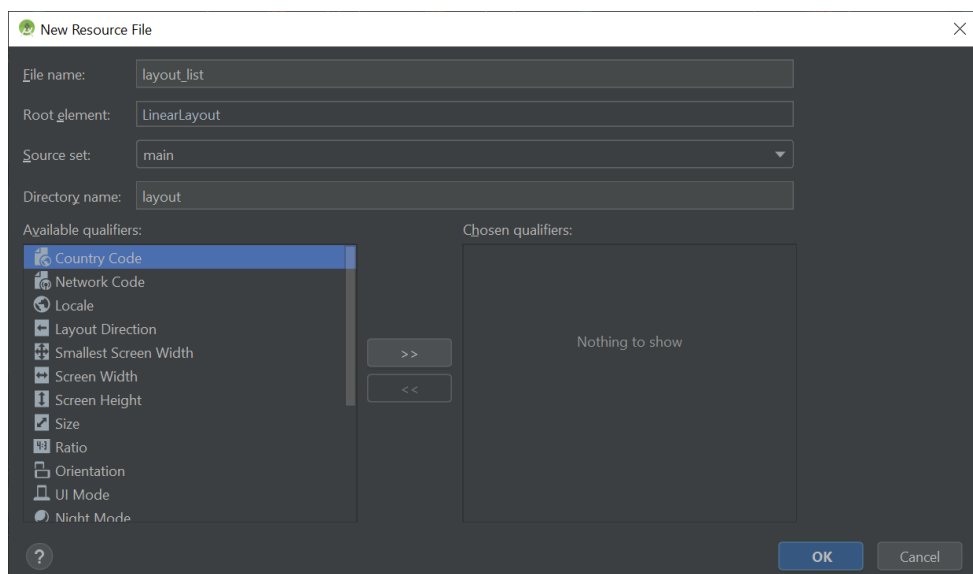 New Resource File
File name: layout_list
Root element: LinearLayout
Source set: main
Directory name: layout
Available qualifiers:
Chosen qualifiers:
Country Code
Network Code
Locale
Layout Direction
Smallest Screen Width
Screen Width
Screen Height
Size
Ratio
Orientation
UI Mode
Night Mode
>>
<<
Nothing to show
?
OK
Cancel